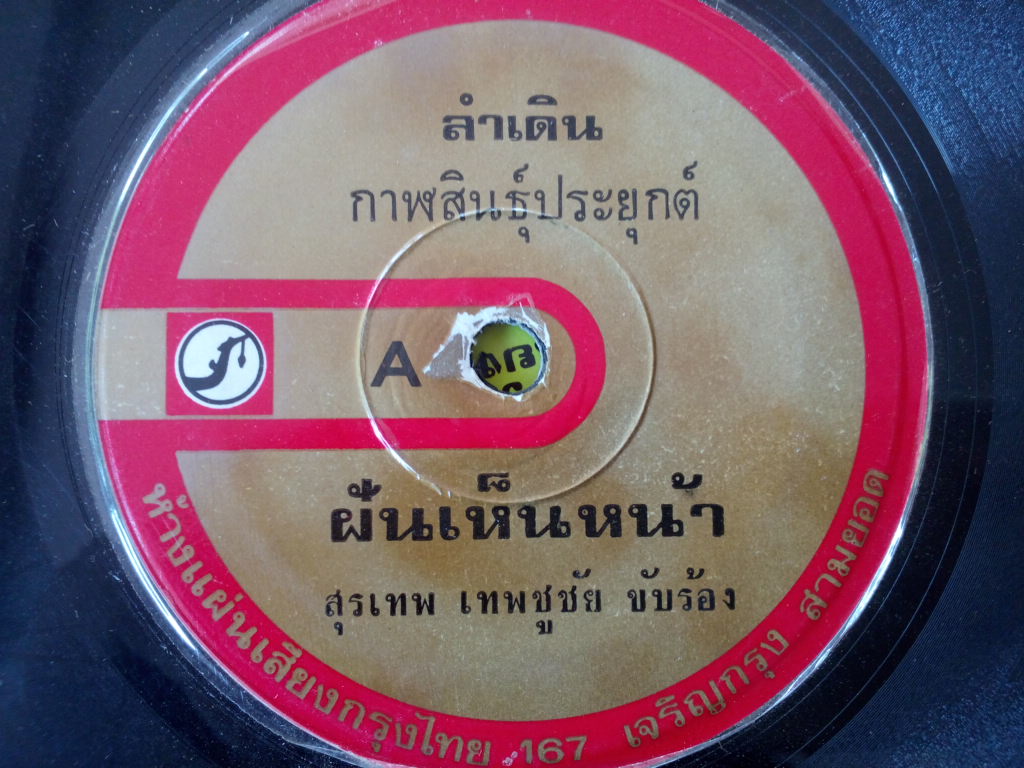 ลำเดิน
กาฬสินธุ์ประยุกต์
A
ฝันเห็นหน้า
สุรเทพ เทพชูชัย ขับร้อง
ห้างแผ่นเสียงกรุงไทย 167 เจริญกรุง สามยอด